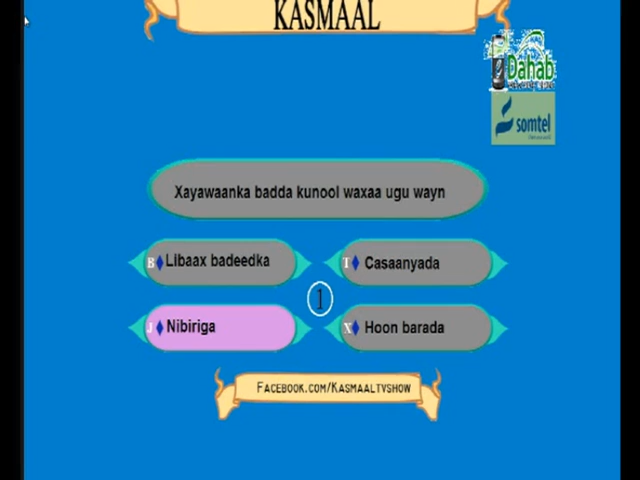 KASMAAL
Dahab
somtel
Xayawaanka badda kunool waxaa ugu wayn
B Libaax badeedka
T Casaanyada
1
J Nibiriga
X Hoon barada
FACEBOOK.COM/KASMAALTVSHOW